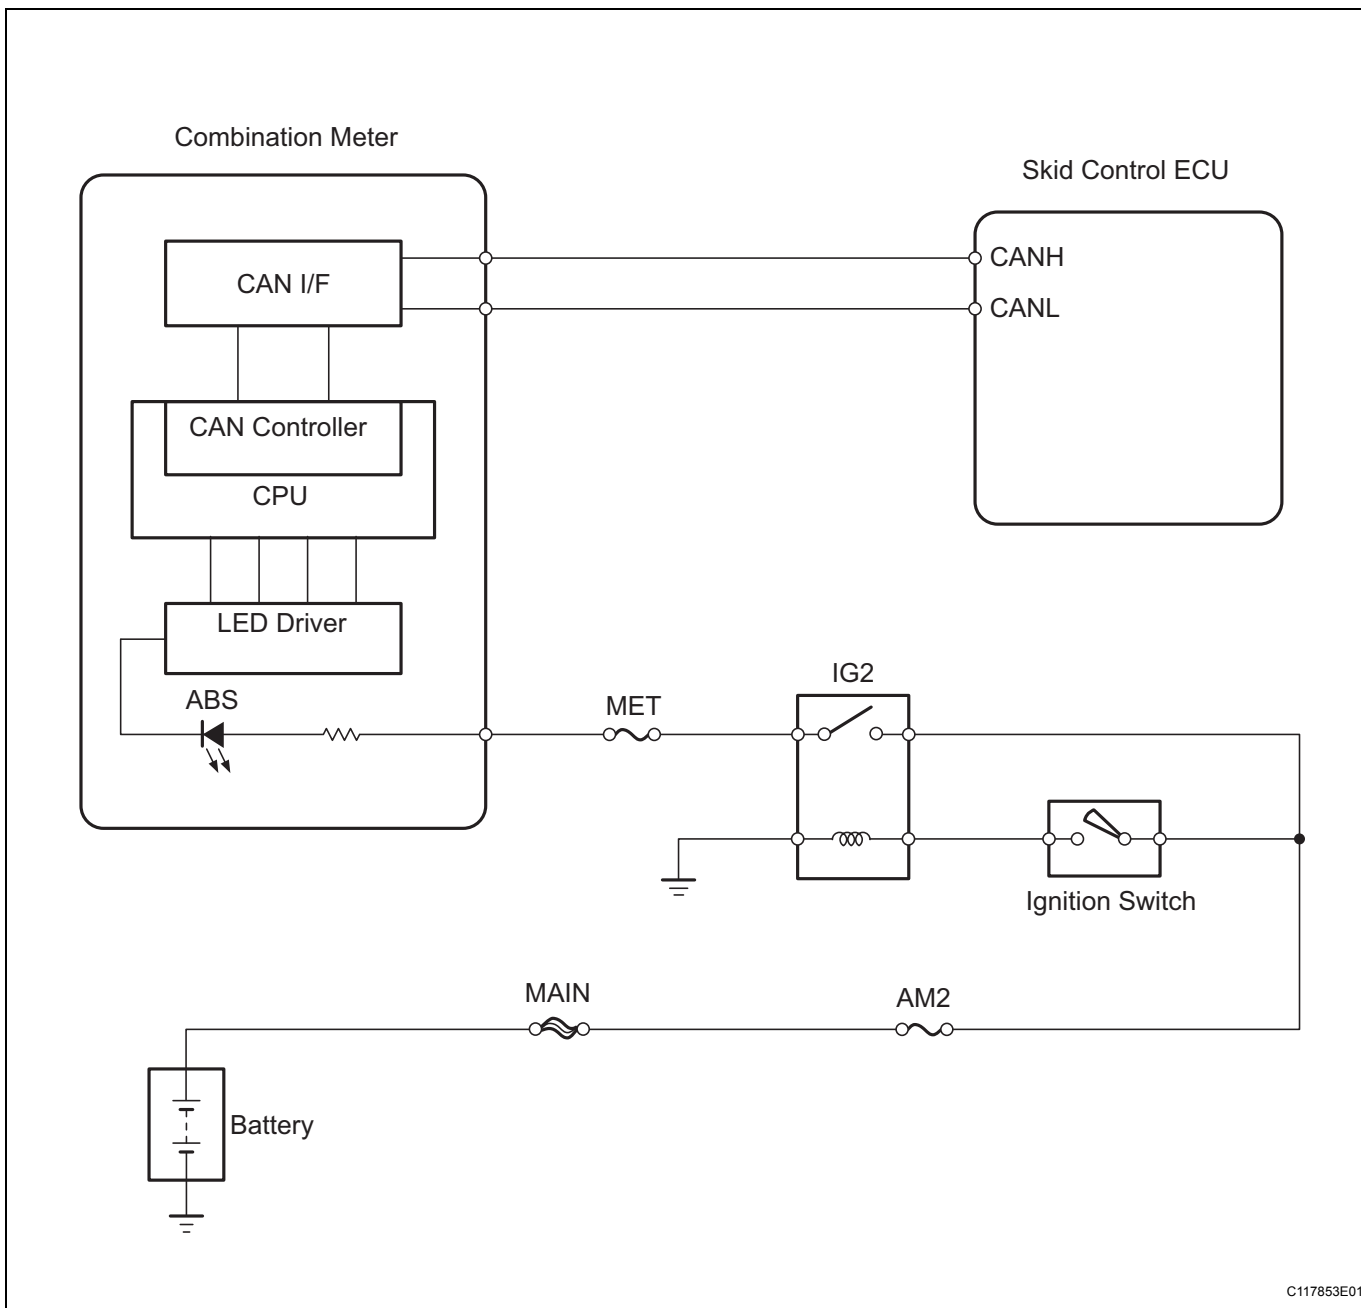 Combination Meter
Skid Control ECU
CAN I/F
CANH
CANL
CAN Controller
CPU
LED Driver
ABS
MET
IG2
Ignition Switch
MAIN
AM2
Battery
C117853E01